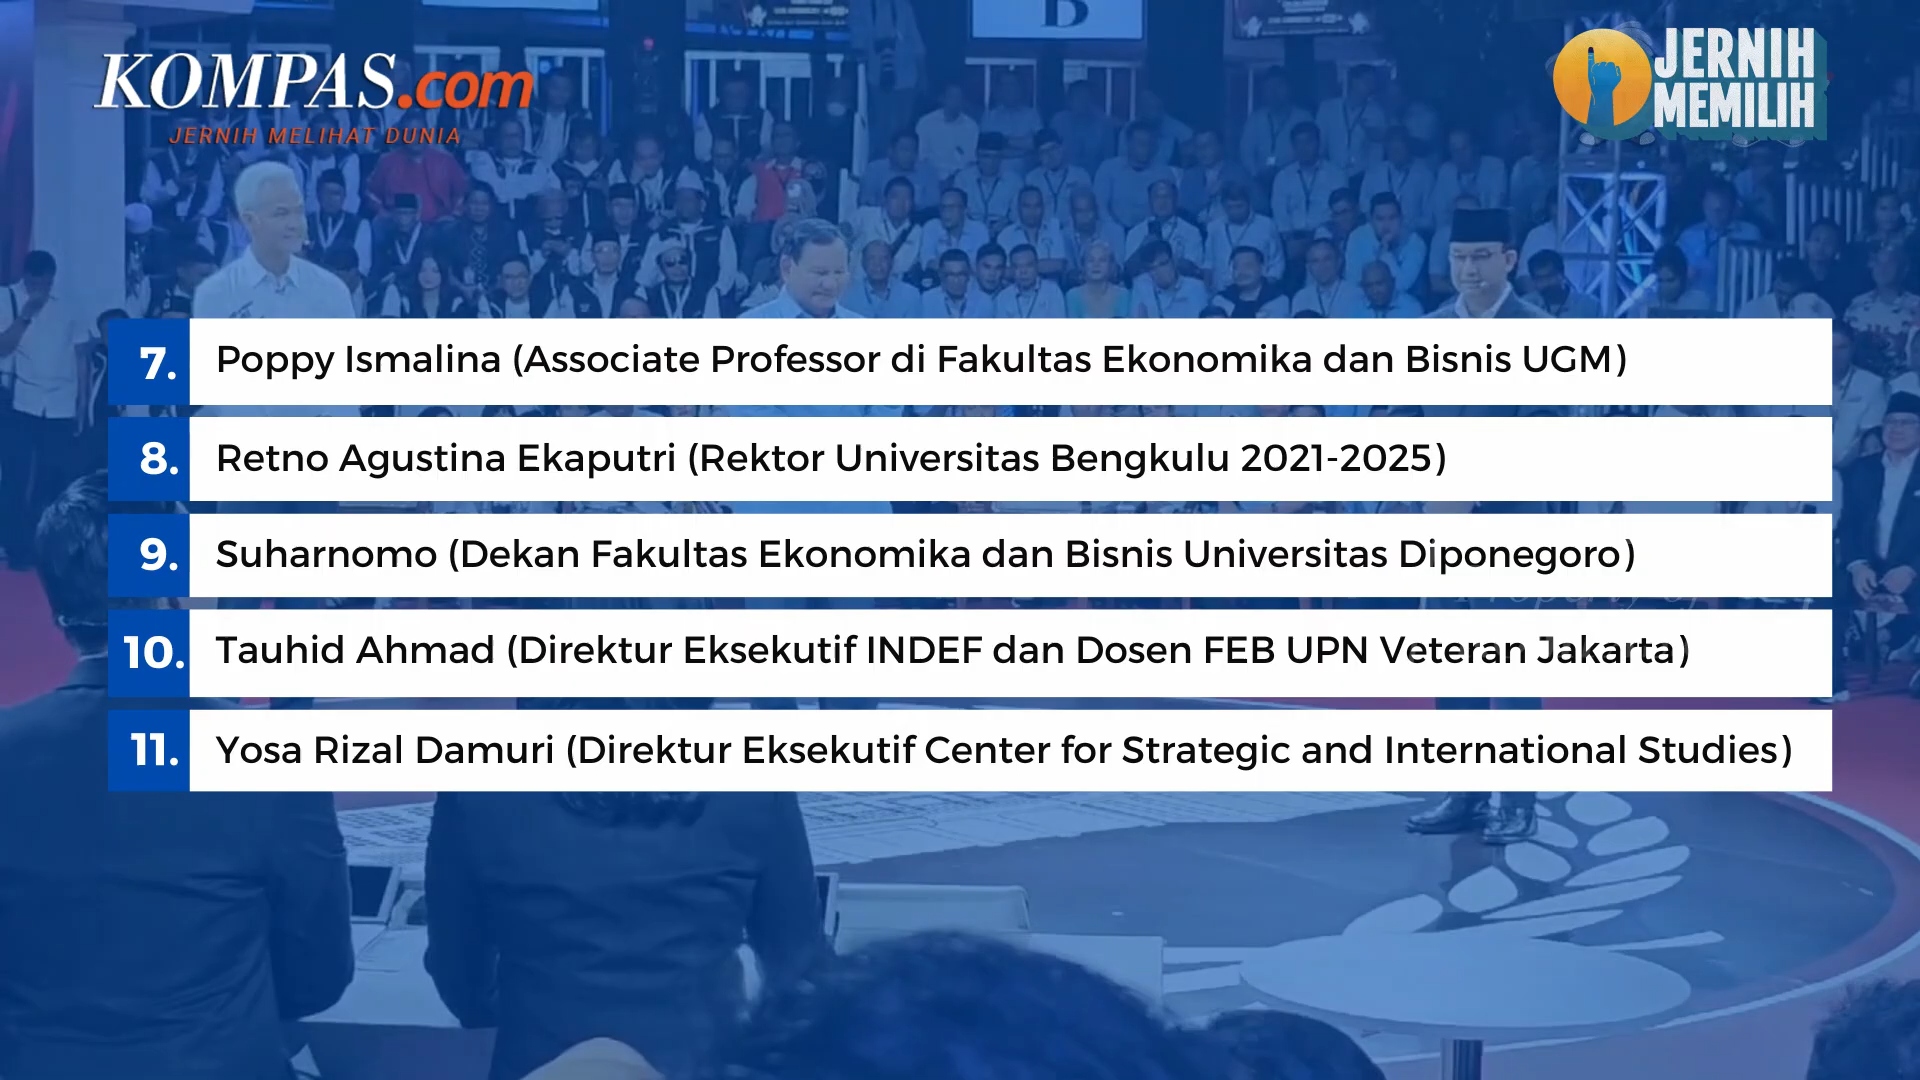 KOMPAS.com
JERNIH MELIHAT DUNIA
JERNIH
MEMILIH
7. Poppy Ismalina (Associate Professor di Fakultas Ekonomika dan Bisnis UGM)
8. Retno Agustina Ekaputri (Rektor Universitas Bengkulu 2021-2025)
9. Suharnomo (Dekan Fakultas Ekonomika dan Bisnis Universitas Diponegoro)
10. Tauhid Ahmad (Direktur Eksekutif INDEF dan Dosen FEB UPN Veteran Jakarta)
11. Yosa Rizal Damuri (Direktur Eksekutif Center for Strategic and International Studies)